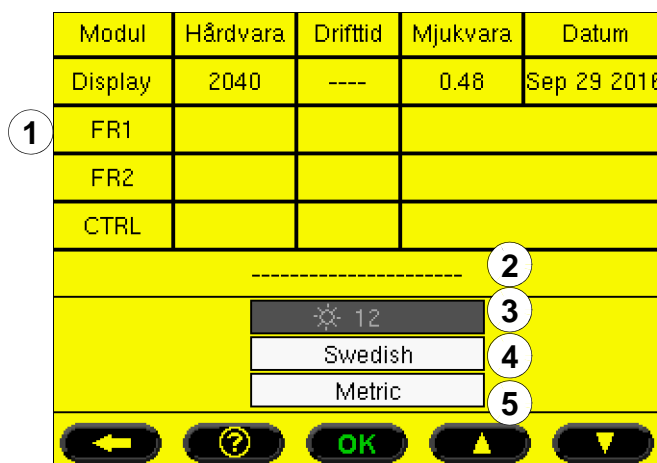 Modul Hårdvara Drifttid Mjukvara Datum
Display 2040 ---- 0.48 Sep 29 2016
1 FR1
FR2
CTRL
---------------------- 2
12 3
Swedish 4
Metric 5
? OK